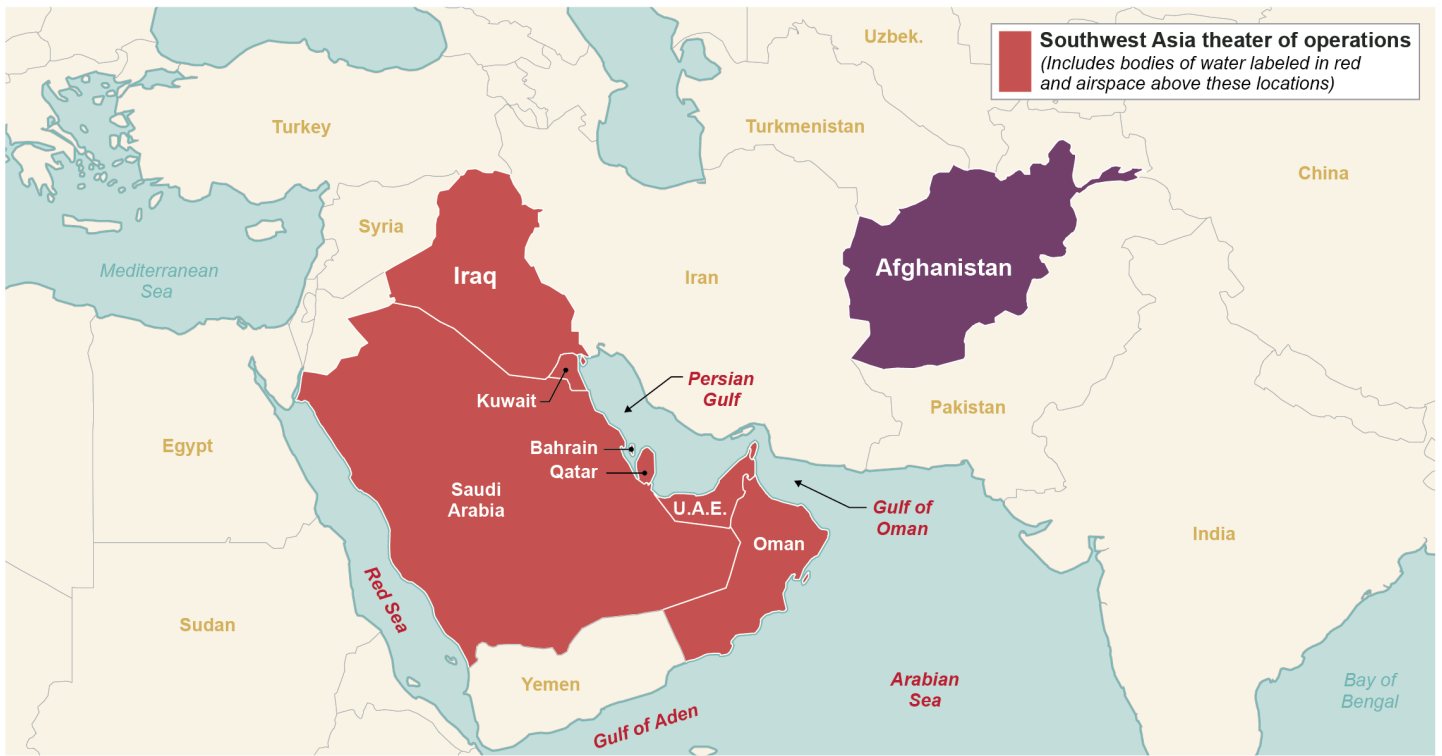 Southwest Asia theater of operations
(Includes bodies of water labeled in red
and airspace above these locations)
Uzbek.
Turkey
Turkmenistan
China
Syria
Mediterranean
Sea
Iraq
Iran
Afghanistan
Persian
Gulf
Kuwait
Pakistan
Egypt
Bahrain
Qatar
Saudi
Arabia
U.A.E.
Gulf of
Oman
Oman
India
Red Sea
Sudan
Yemen
Arabian
Sea
Bay of
Bengal
Gulf of Aden